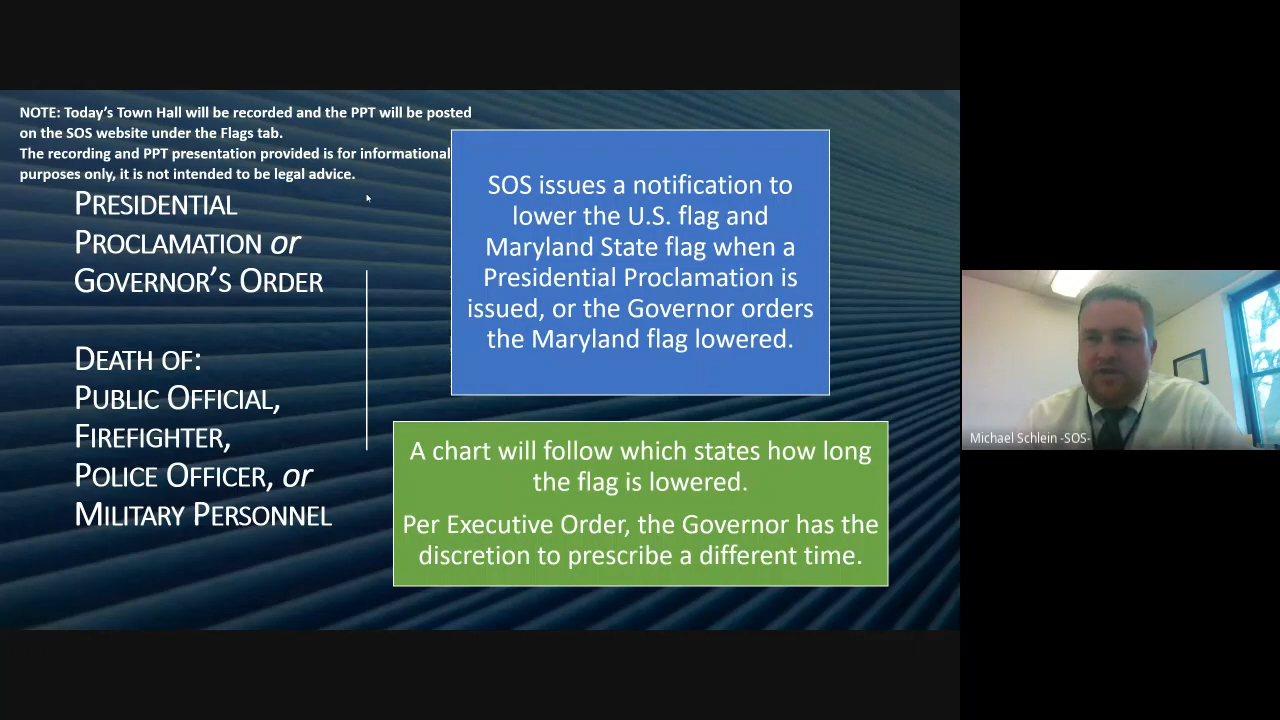 NOTE: Today's Town Hall will be recorded and the PPT will be posted
on the SOS website under the Flags tab.
The recording and PPT presentation provided is for informational
purposes only, it is not intended to be legal advice.
PRESIDENTIAL
PROCLAMATION or
GOVERNOR'S ORDER
DEATH OF:
PUBLIC OFFICIAL,
FIREFIGHTER,
POLICE OFFICER, or
MILITARY PERSONNEL
SOS issues a notification to
lower the U.S. flag and
Maryland State flag when a
Presidential Proclamation is
issued, or the Governor orders
the Maryland flag lowered.
A chart will follow which states how long
the flag is lowered.
Per Executive Order, the Governor has the
discretion to prescribe a different time.
Michael Schlein -SOS-